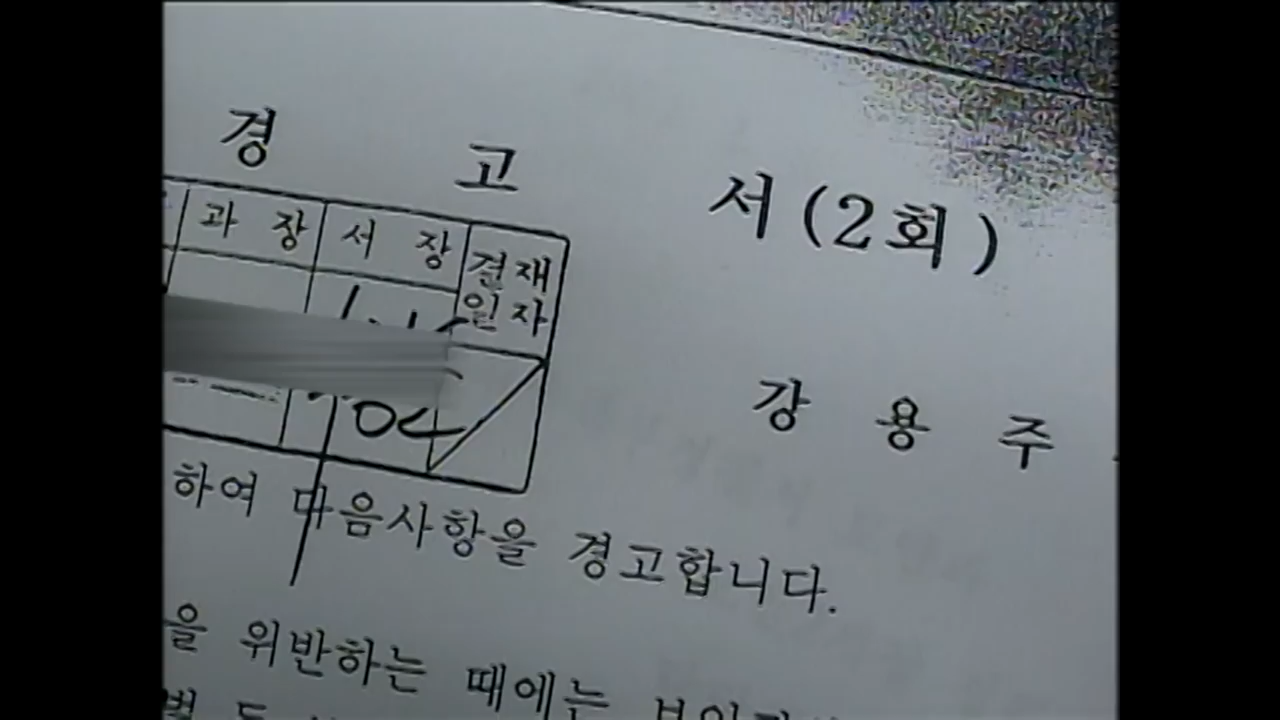 경 고 서 (2회)
과 장 서 장 결재
일자
04
강 용 주
하여 다음사항을 경고합니다.
을 위반하는 때에는